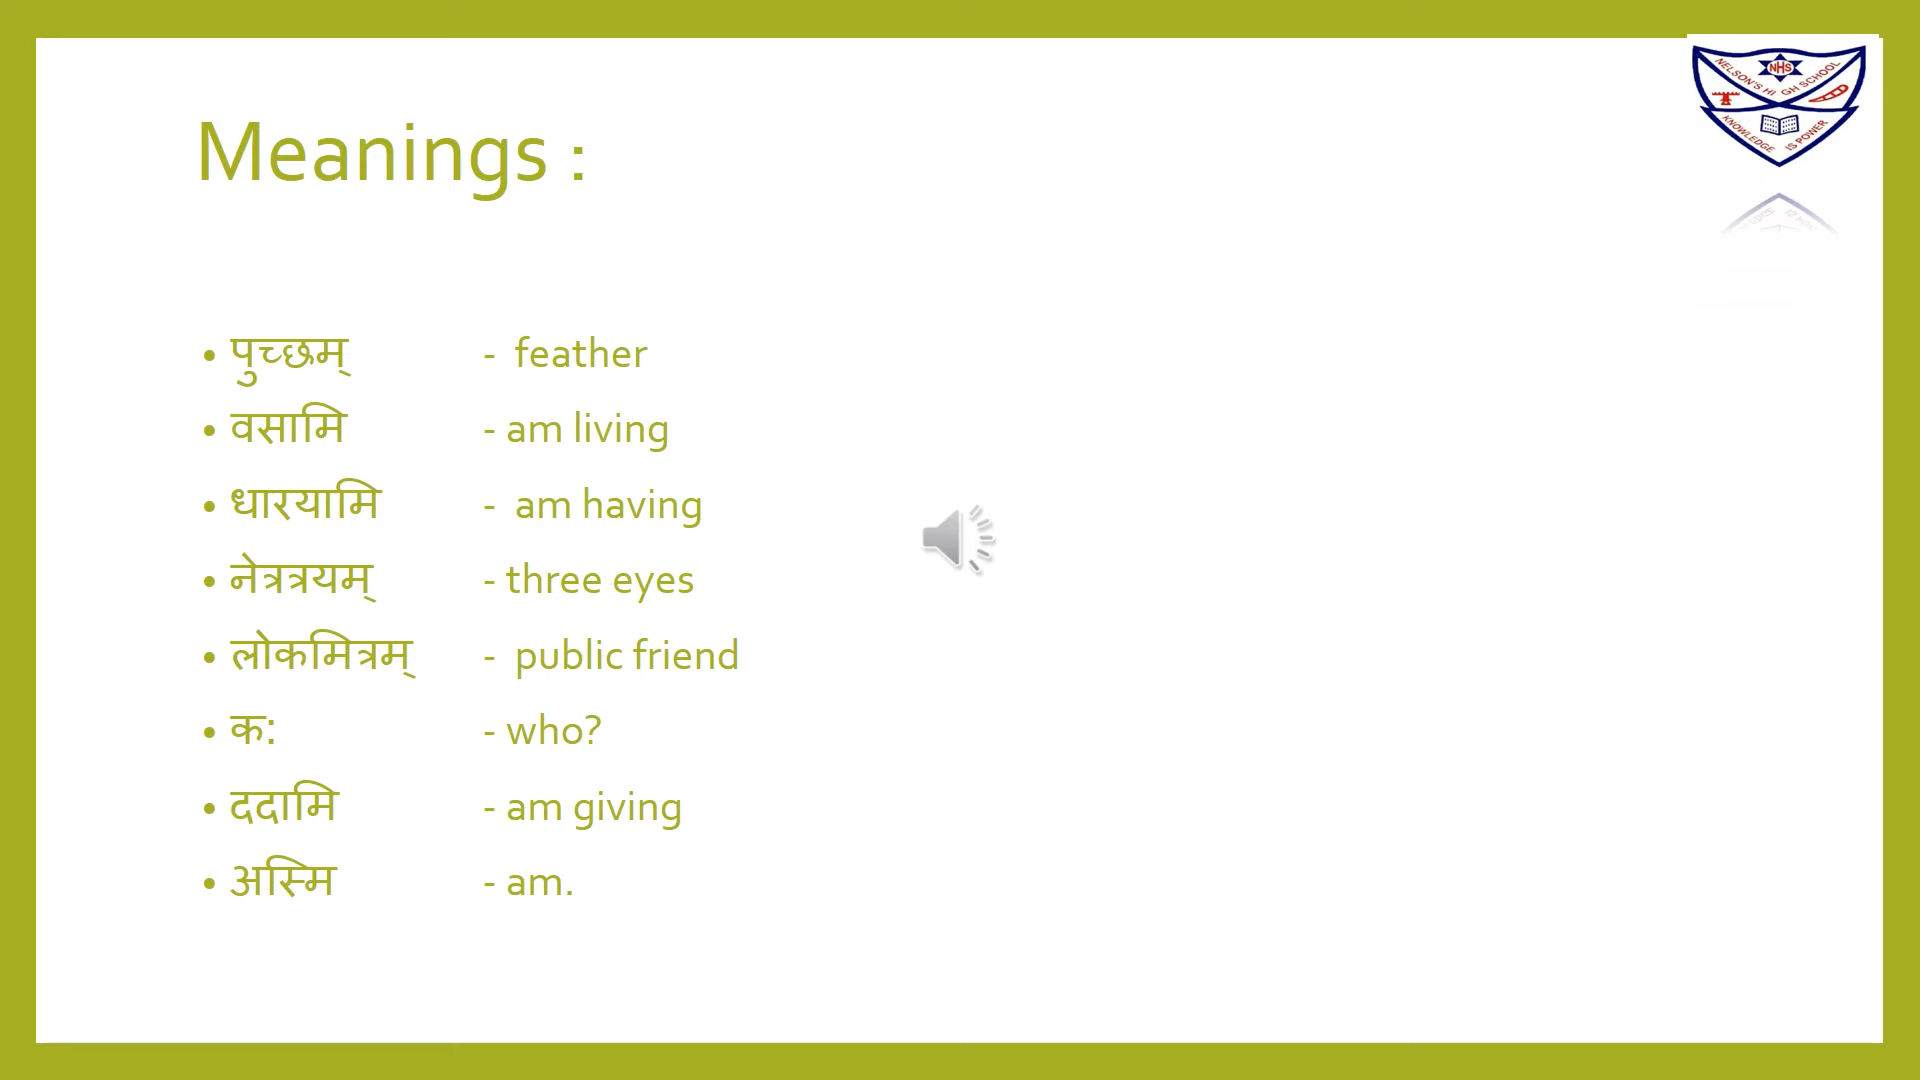 NHS
NELSON'S HIGH SCHOOL
KNOWLEDGE IS POWER
Meanings :
• पुच्छम् - feather
• वसामि - am living
• धारयामि - am having
• नेत्रत्रयम् - three eyes
• लोकमित्रम् - public friend
• क: - who?
• ददामि - am giving
• अस्मि - am.